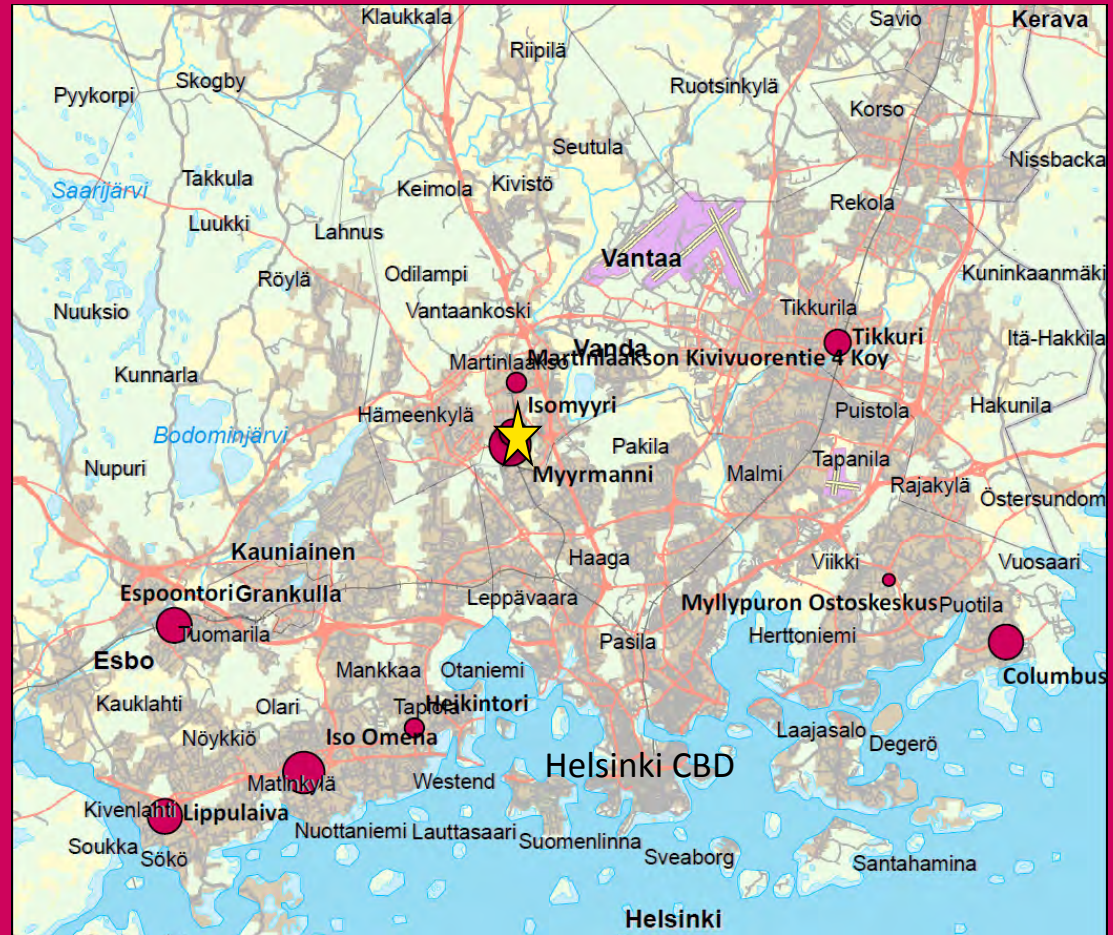 Klaukkala
Savio
Kerava
Riipilä
Skogby
Ruotsinkylä
Pyykorpi
Korso
Seutula
Nissbacka
Takkula
Keimola
Kivistö
Saarijärvi
Rekola
Luukki
Lahnus
Vantaa
Odilampi
Kuninkaanmäki
Röylä
Nuuksio
Vantaankoski
Tikkurila
Tikkuri
Itä-Hakkila
Vanda
Martinlaakso
Martinlaakson Kivivuorentie 4 Koy
Kunnarla
Isomyyri
Hämeenkylä
Puistola
Hakunila
Bodominjärvi
Pakila
Nupuri
Myyrmanni
Malmi
Tapanila
Rajakylä
Östersundom
Kauniainen
Haaga
Viikki
Vuosaari
Espoontori
Grankulla
Leppävaara
Myllypuron Ostoskeskus
Puotila
Tuomarila
Pasila
Herttoniemi
Esbo
Mankkaa
Otaniemi
Columbus
Kauklahti
Olari
Tapiola
Heikintori
Laajasalo
Nöykkiö
Iso Omena
Degerö
Helsinki CBD
Matinkylä
Westend
Kivenlahti
Lippulaiva
Nuottaniemi
Lauttasaari
Suomenlinna
Soukka
Sökö
Sveaborg
Santahamina
Helsinki